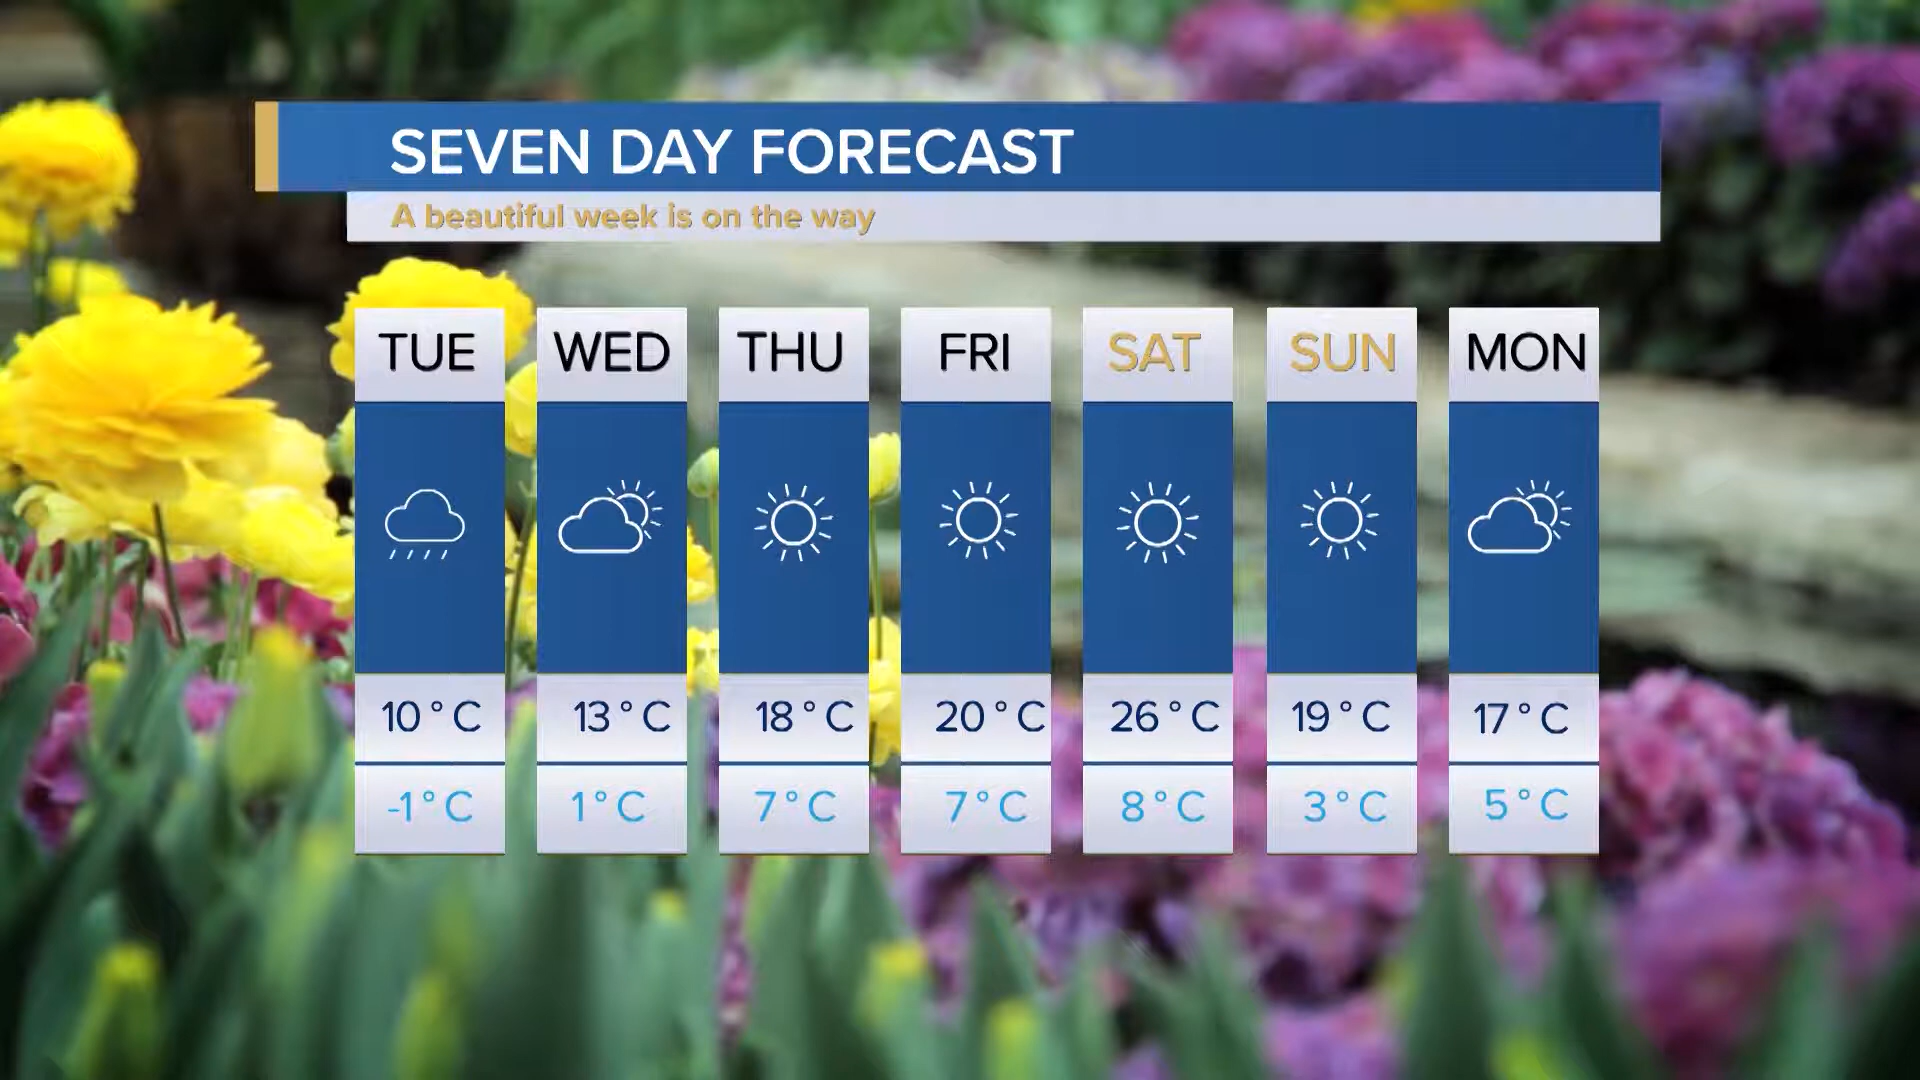 SEVEN DAY FORECAST
A beautiful week is on the way
TUE WED THU FRI SAT SUN MON
10°C 13°C 18°C 20°C 26°C 19°C 17°C
-1°C 1°C 7°C 7°C 8°C 3°C 5°C